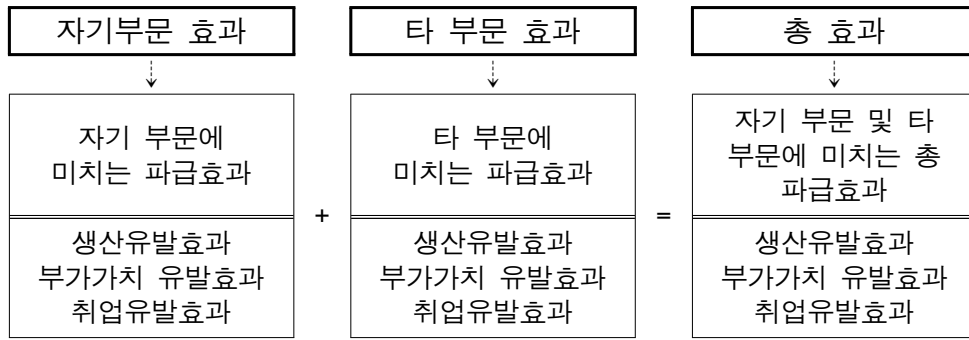 자기부문 효과
타 부문 효과
총 효과
자기 부문에
미치는 파급효과
타 부문에
미치는 파급효과
자기 부문 및 타
부문에 미치는 총
파급효과
+
=
생산유발효과
부가가치 유발효과
취업유발효과
생산유발효과
부가가치 유발효과
취업유발효과
생산유발효과
부가가치 유발효과
취업유발효과